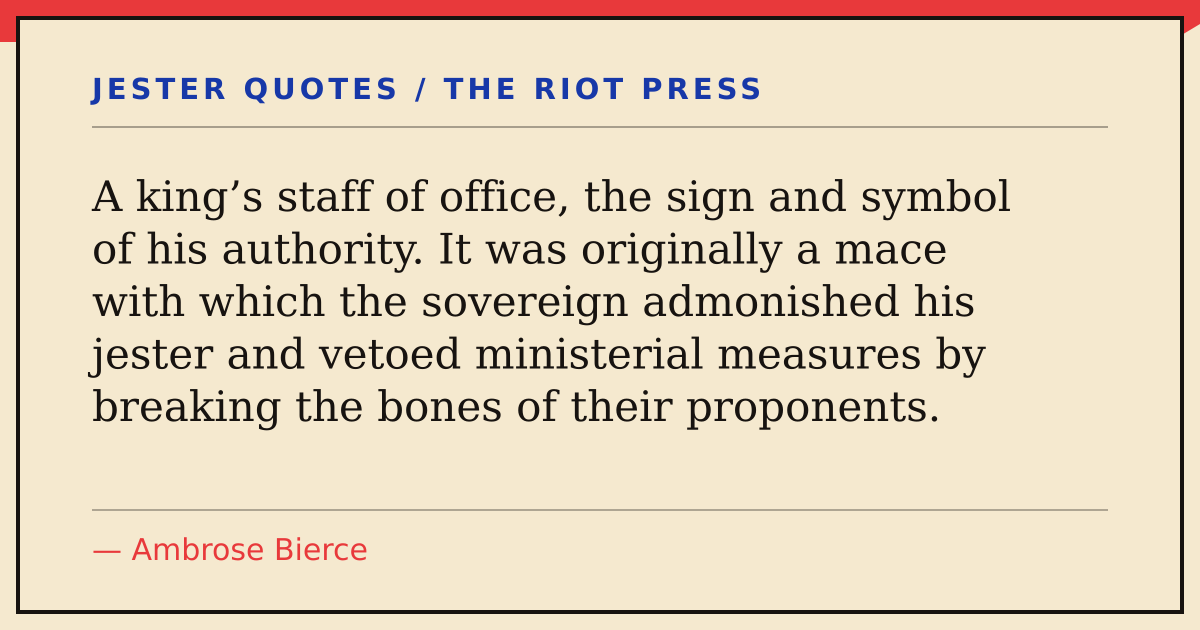 JESTER QUOTES / THE RIOT PRESS
A king’s staff of office, the sign and symbol
of his authority. It was originally a mace
with which the sovereign admonished his
jester and vetoed ministerial measures by
breaking the bones of their proponents.
— Ambrose Bierce